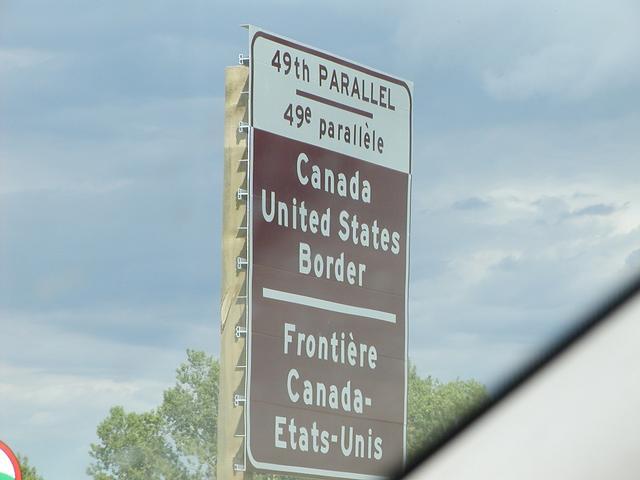 49th PARALLEL
49e parallèle
Canada
United States
Border
Frontière
Canada-
Etats-Unis